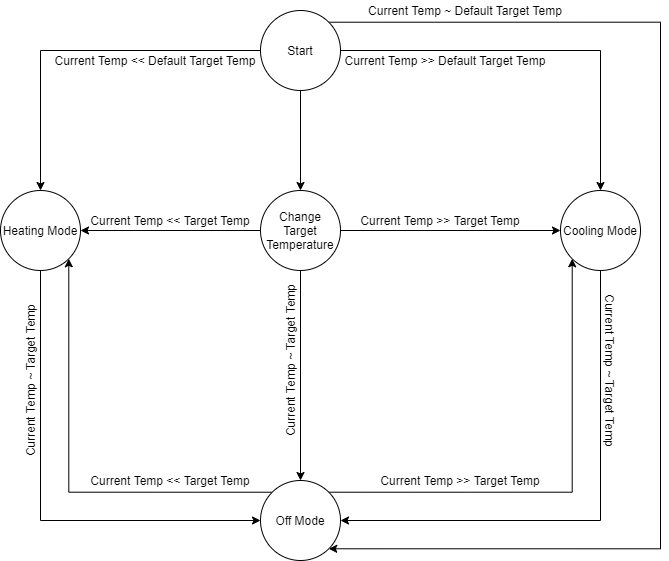 Current Temp ~ Default Target Temp
Start
Current Temp << Default Target Temp
Current Temp >> Default Target Temp
Heating Mode
Current Temp << Target Temp
Change
Target
Temperature
Current Temp >> Target Temp
Cooling Mode
Current Temp ~ Target Temp
Current Temp ~ Target Temp
Current Temp ~ Target Temp
Current Temp << Target Temp
Current Temp >> Target Temp
Off Mode